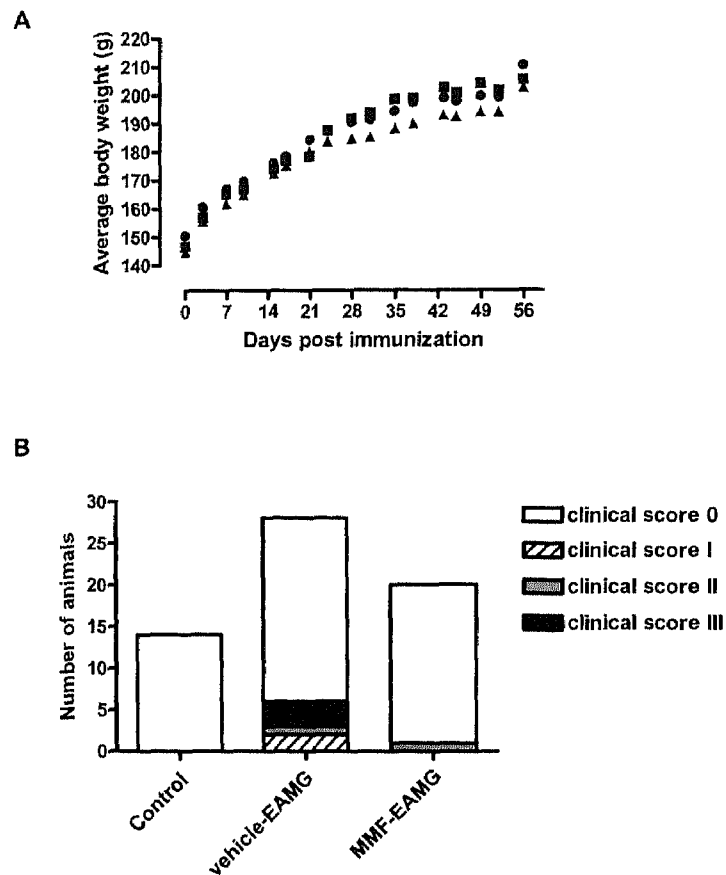 A
Average body weight (g)
220
210
200
190
180
170
160
150
140
0 7 14 21 28 35 42 49 56
Days post immunization
B
Number of animals
30
25
20
15
10
5
0
Control
vehicle-EAMG
MMF-EAMG
clinical score 0
clinical score I
clinical score II
clinical score III